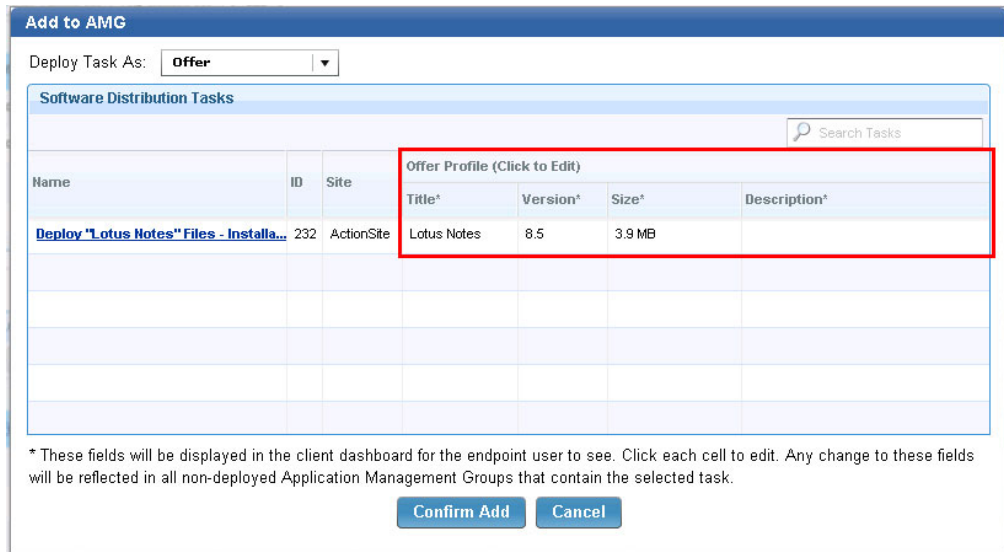 Add to AMG
Deploy Task As: Offer
Software Distribution Tasks
Search Tasks
Offer Profile (Click to Edit)
Name ID Site
Title* Version* Size* Description*
Deploy "Lotus Notes" Files - Installa... 232 ActionSite Lotus Notes 8.5 3.9 MB
* These fields will be displayed in the client dashboard for the endpoint user to see. Click each cell to edit. Any change to these fields
will be reflected in all non-deployed Application Management Groups that contain the selected task.
Confirm Add Cancel